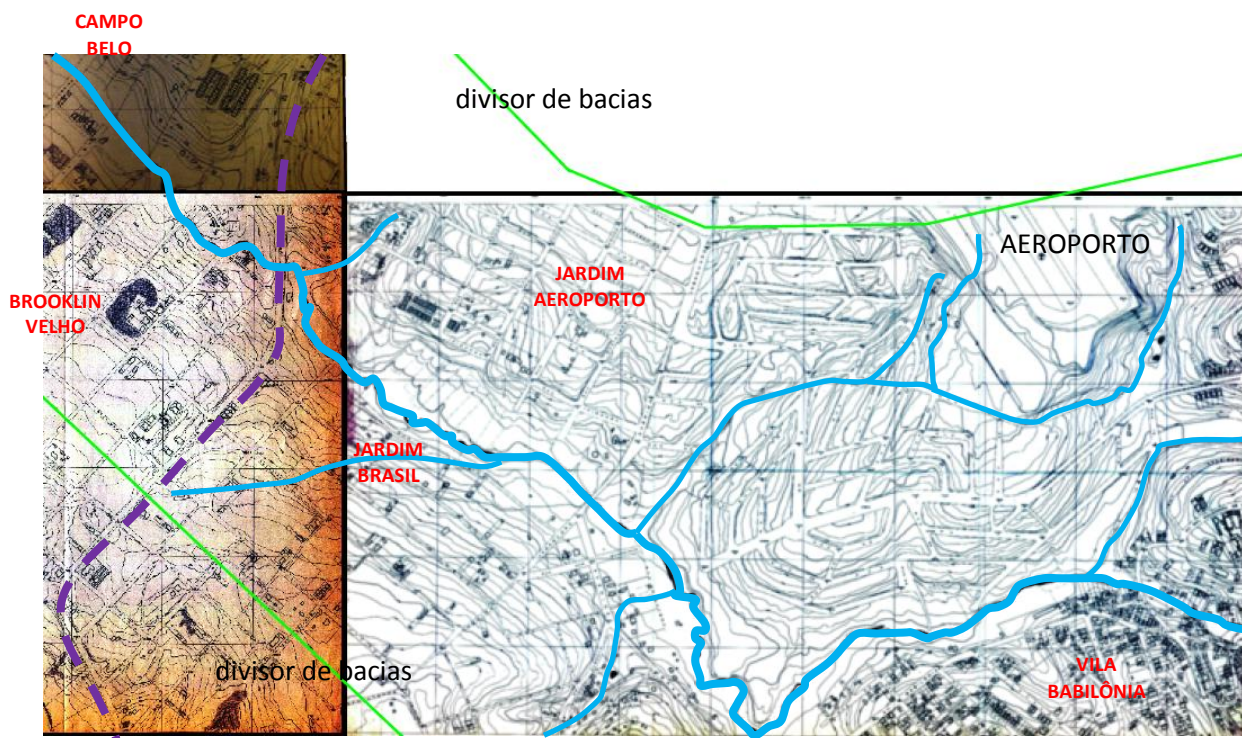 CAMPO
BELO
divisor de bacias
AEROPORTO
JARDIM
AEROPORTO
BROOKLIN
VELHO
JARDIM
BRASIL
divisor de bacias
VILA
BABILÔNIA